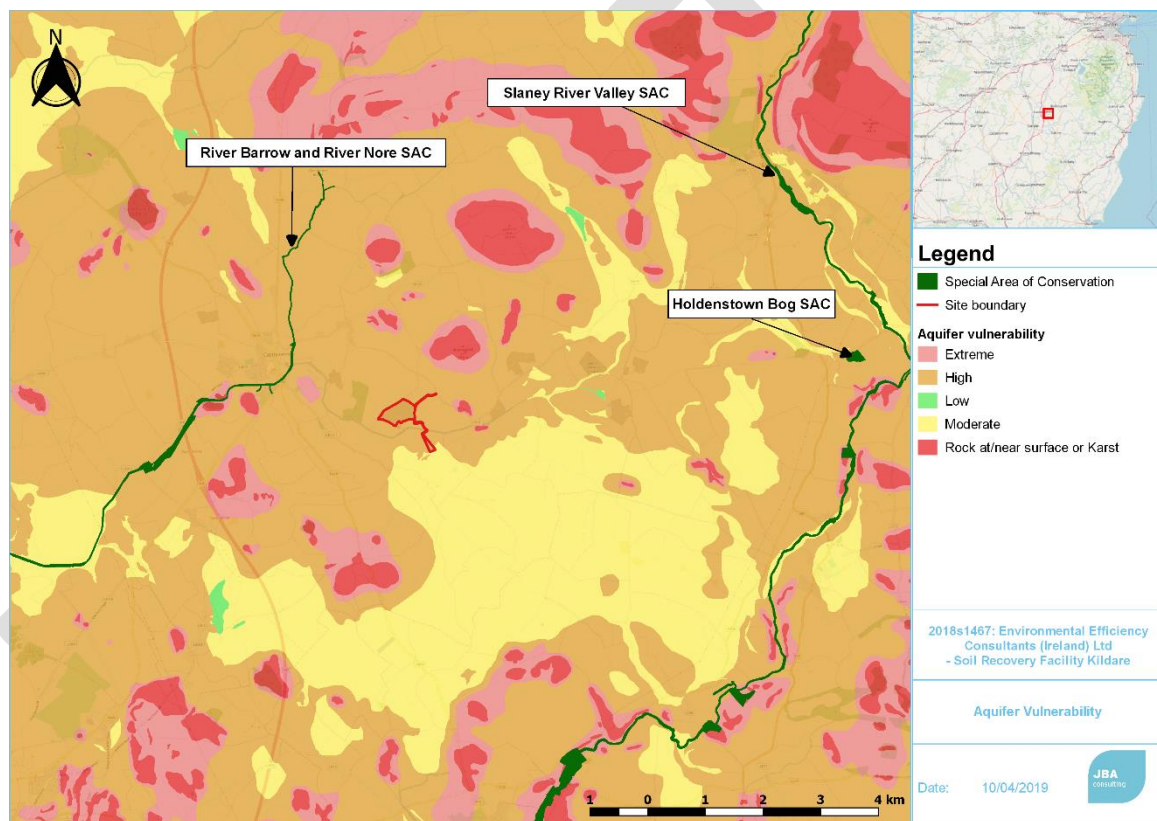 N
Slaney River Valley SAC
River Barrow and River Nore SAC
Holdenstown Bog SAC
1 0 1 2 3 4 km
Legend
Special Area of Conservation
Site boundary
Aquifer vulnerability
Extreme
High
Low
Moderate
Rock at/near surface or Karst
2018s1467: Environmental Efficiency
Consultants (Ireland) Ltd
- Soil Recovery Facility Kildare
Aquifer Vulnerability
Date: 10/04/2019
JBA
consulting